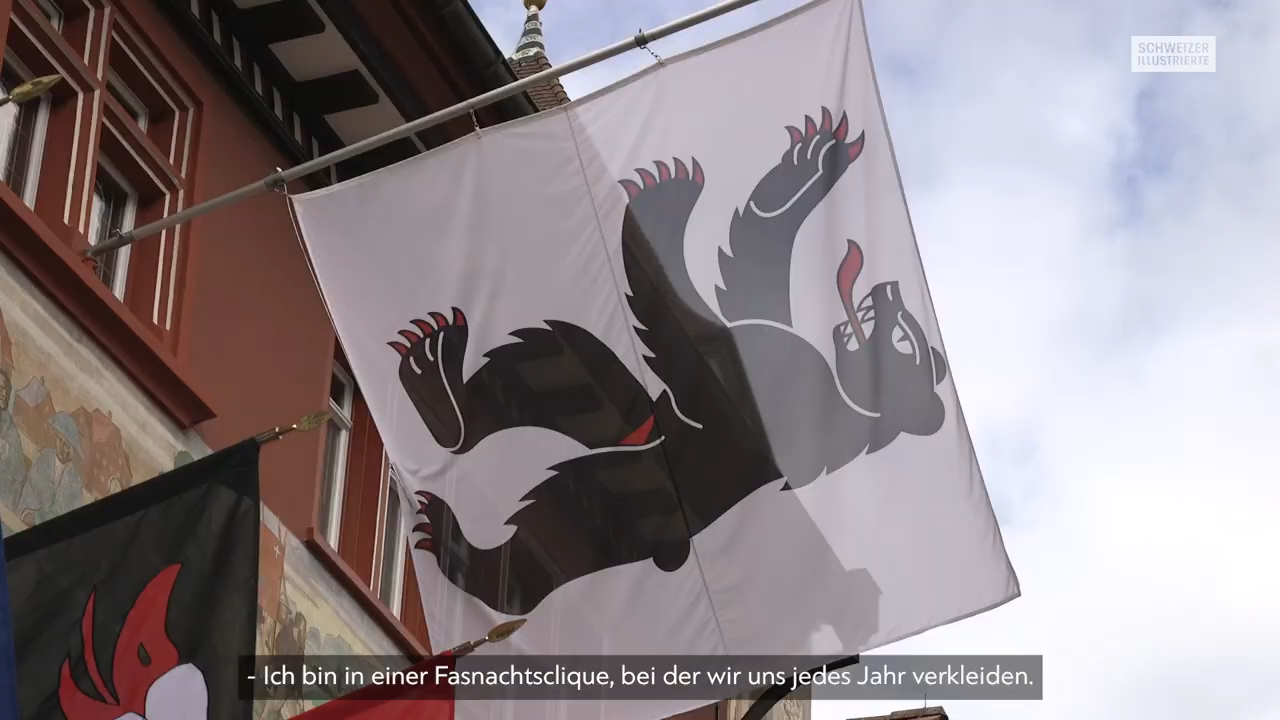 SCHWEIZER
ILLUSTRIERTE
- Ich bin in einer Fasnachtsclique, bei der wir uns jedes Jahr verkleiden.